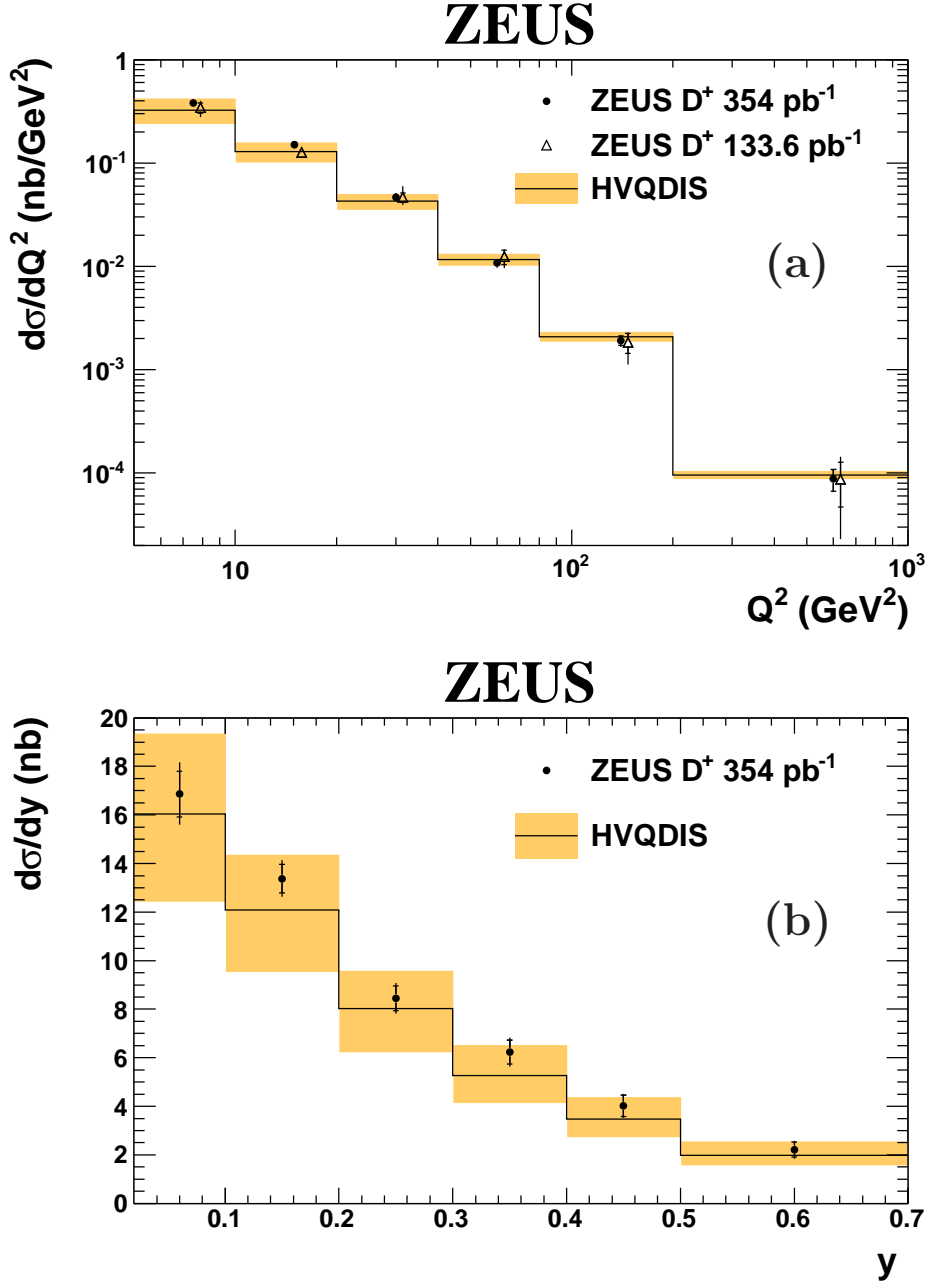 ZEUS
dσ/dQ² (nb/GeV²)
1
10⁻¹
10⁻²
10⁻³
10⁻⁴
ZEUS D⁺ 354 pb⁻¹
ZEUS D⁺ 133.6 pb⁻¹
HVQDIS
(a)
10 10² 10³
Q² (GeV²)
ZEUS
dσ/dy (nb)
20
18
16
14
12
10
8
6
4
2
0
ZEUS D⁺ 354 pb⁻¹
HVQDIS
(b)
0.1 0.2 0.3 0.4 0.5 0.6 0.7
y